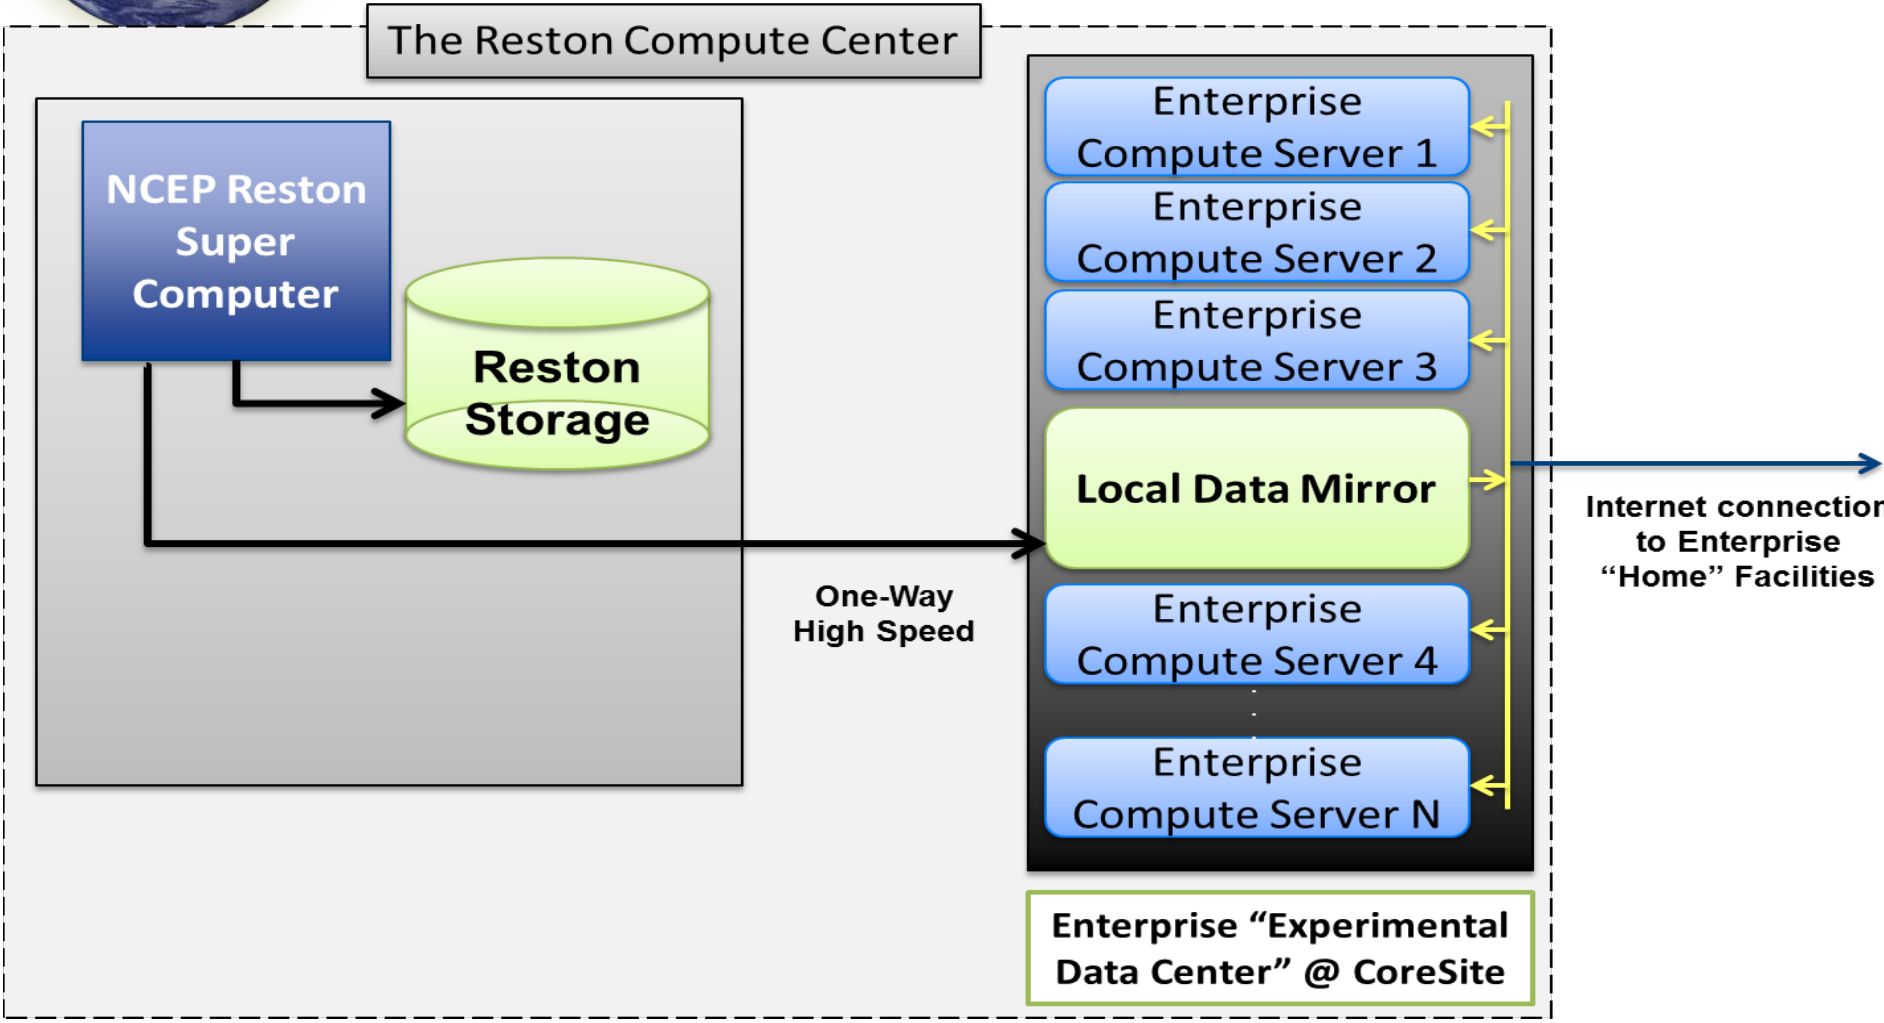 The Reston Compute Center
NCEP Reston
Super
Computer
Reston
Storage
One-Way
High Speed
Enterprise
Compute Server 1
Enterprise
Compute Server 2
Enterprise
Compute Server 3
Local Data Mirror
Enterprise
Compute Server 4
Enterprise
Compute Server N
Enterprise “Experimental
Data Center” @ CoreSite
Internet connection
to Enterprise
“Home” Facilities